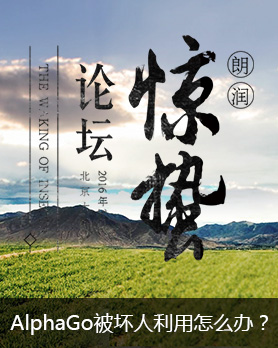 朗润
惊蛰
论坛
2016年
北京
THE WAKING OF INSE
AlphaGo被坏人利用怎么办？